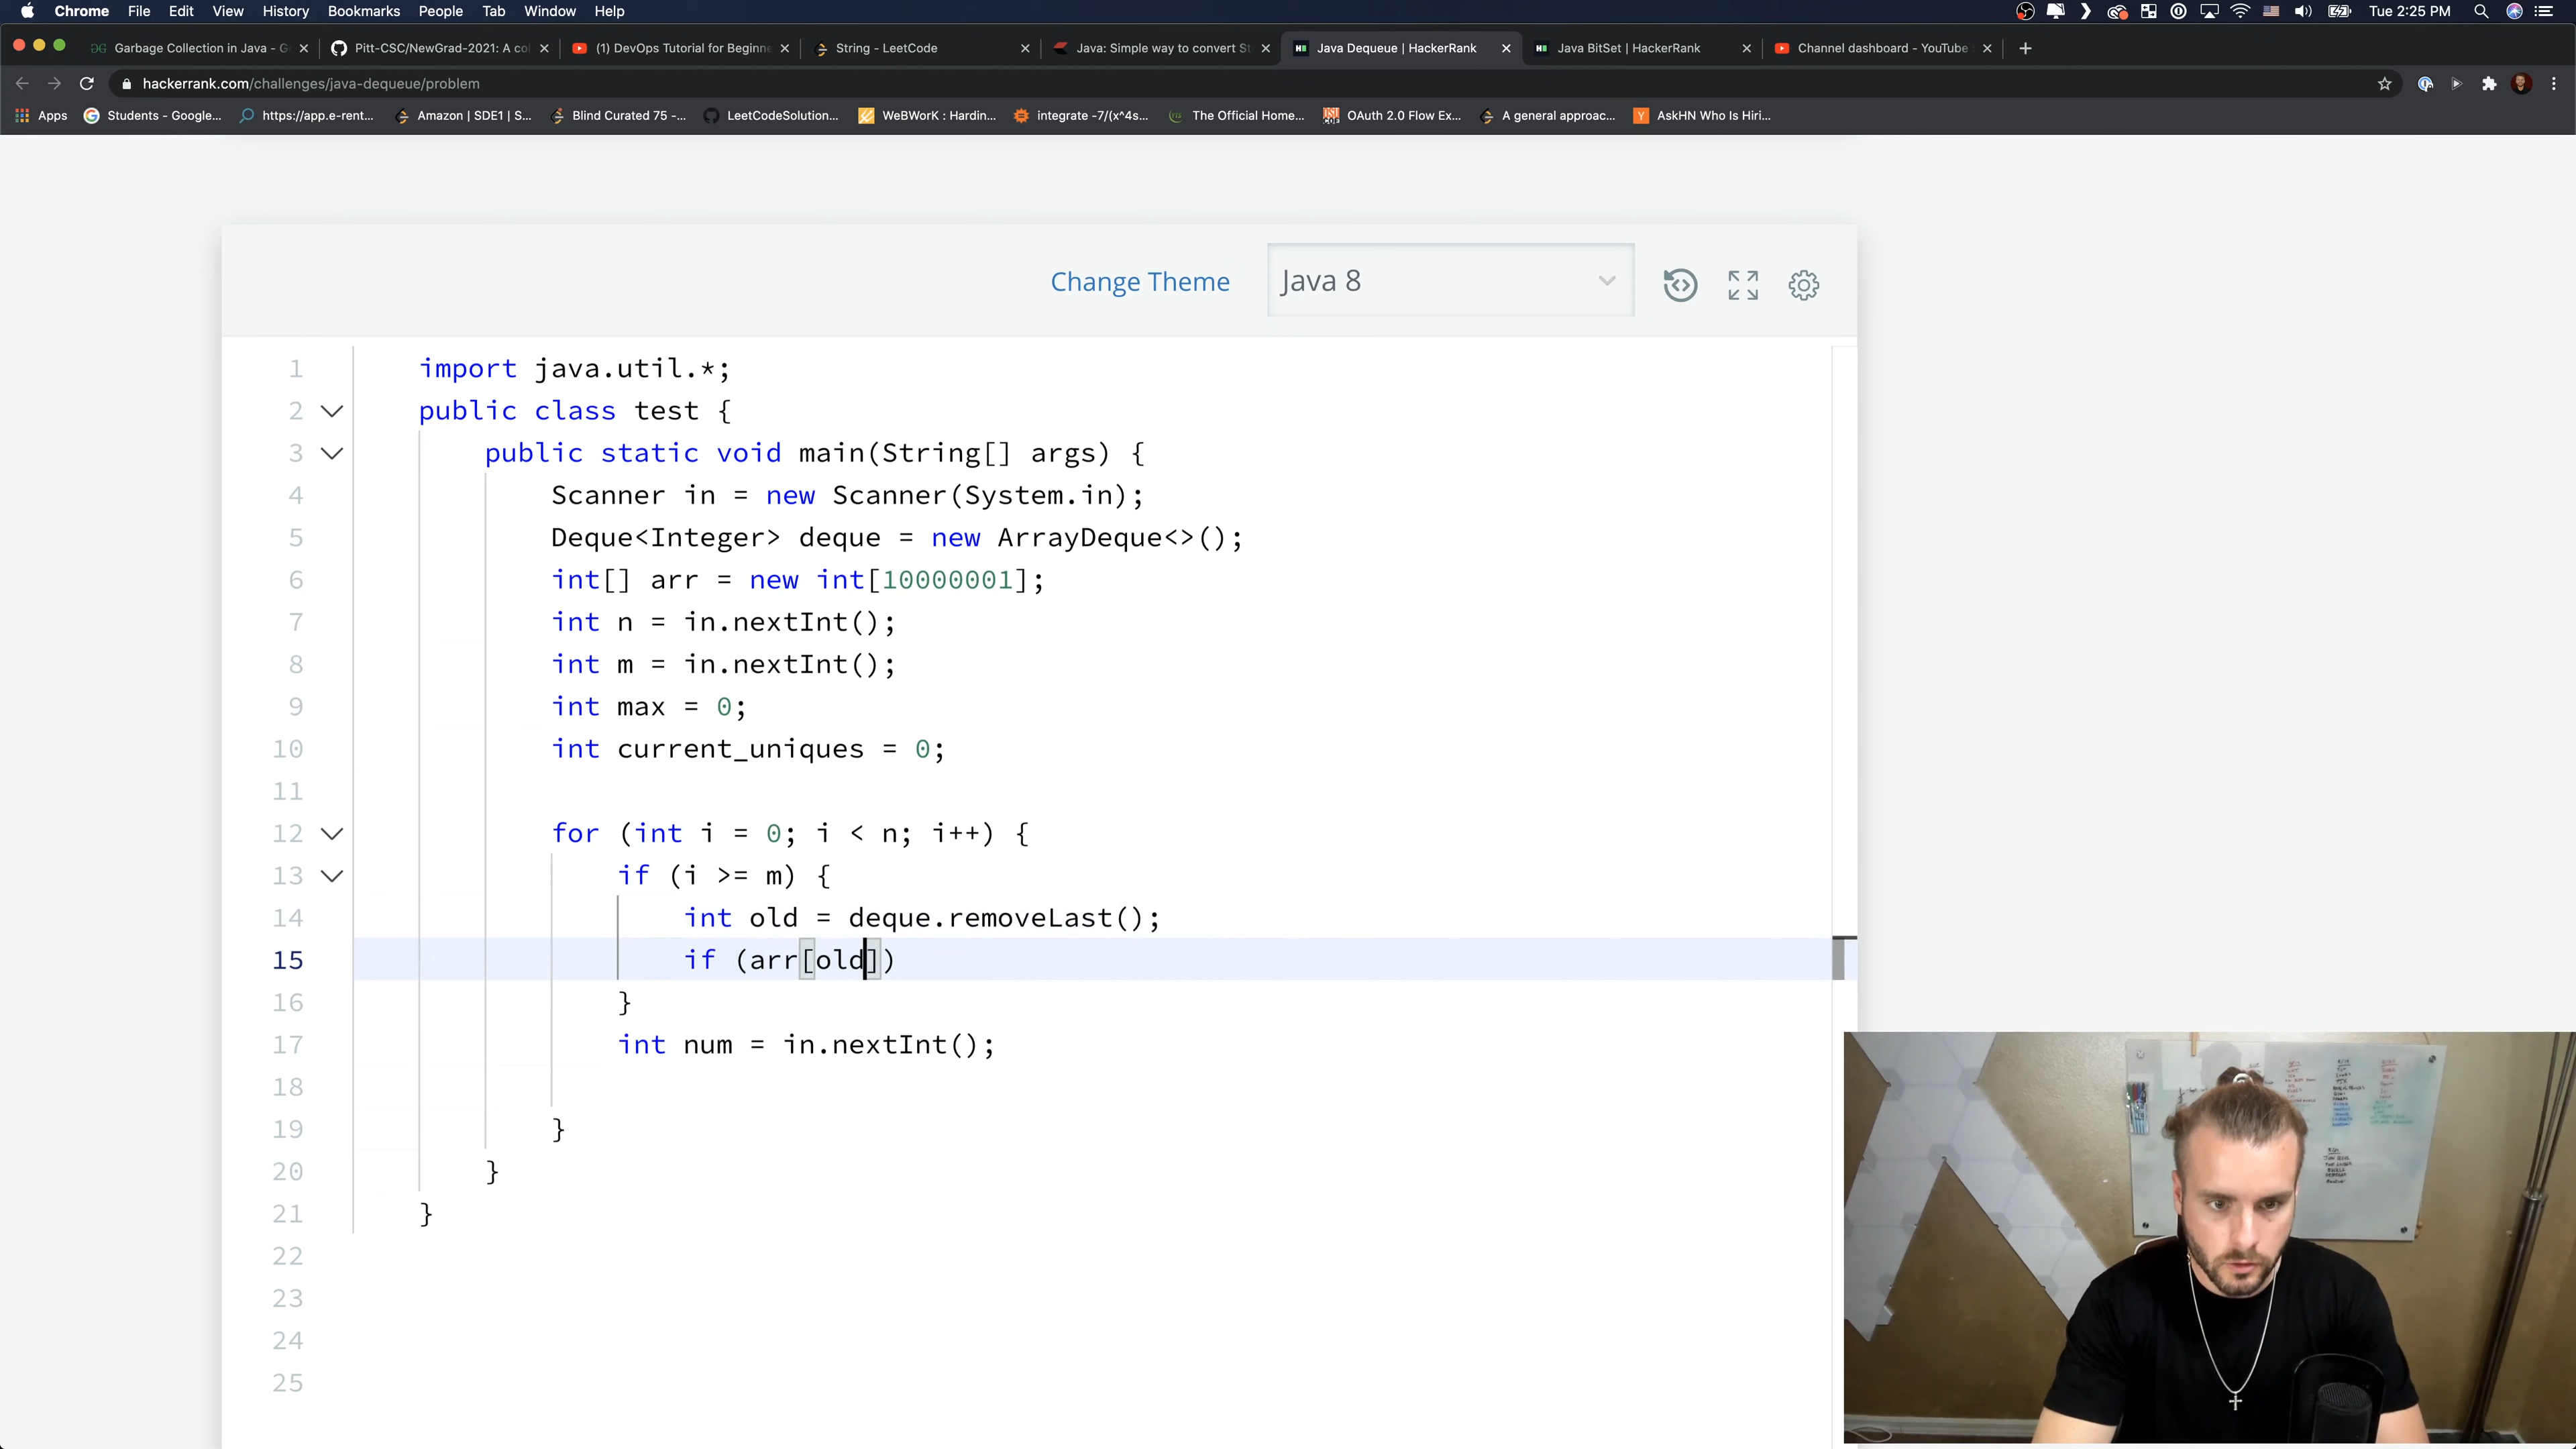 Chrome File Edit View History Bookmarks People Tab Window Help Tue 2:25 PM
Garbage Collection in Java - G Pitt-CSC/NewGrad-2021: A col (1) DevOps Tutorial for Beginne String - LeetCode Java: Simple way to convert St Java Dequeue | HackerRank Java BitSet | HackerRank Channel dashboard - YouTube
hackerrank.com/challenges/java-dequeue/problem
Apps Students - Google... https://app.e-rent... Amazon | SDE1 | S... Blind Curated 75 -... LeetCodeSolution... WeBWorK : Hardin... integrate -7/(x^4s... The Official Home... OAuth 2.0 Flow Ex... A general approac... AskHN Who Is Hiri...
Change Theme Java 8
1 import java.util.*;
2 public class test {
3 public static void main(String[] args) {
4 Scanner in = new Scanner(System.in);
5 Deque<Integer> deque = new ArrayDeque<>();
6 int[] arr = new int[10000001];
7 int n = in.nextInt();
8 int m = in.nextInt();
9 int max = 0;
10 int current_uniques = 0;
11
12 for (int i = 0; i < n; i++) {
13 if (i >= m) {
14 int old = deque.removeLast();
15 if (arr[old])
16 }
17 int num = in.nextInt();
18
19 }
20 }
21 }
22
23
24
25